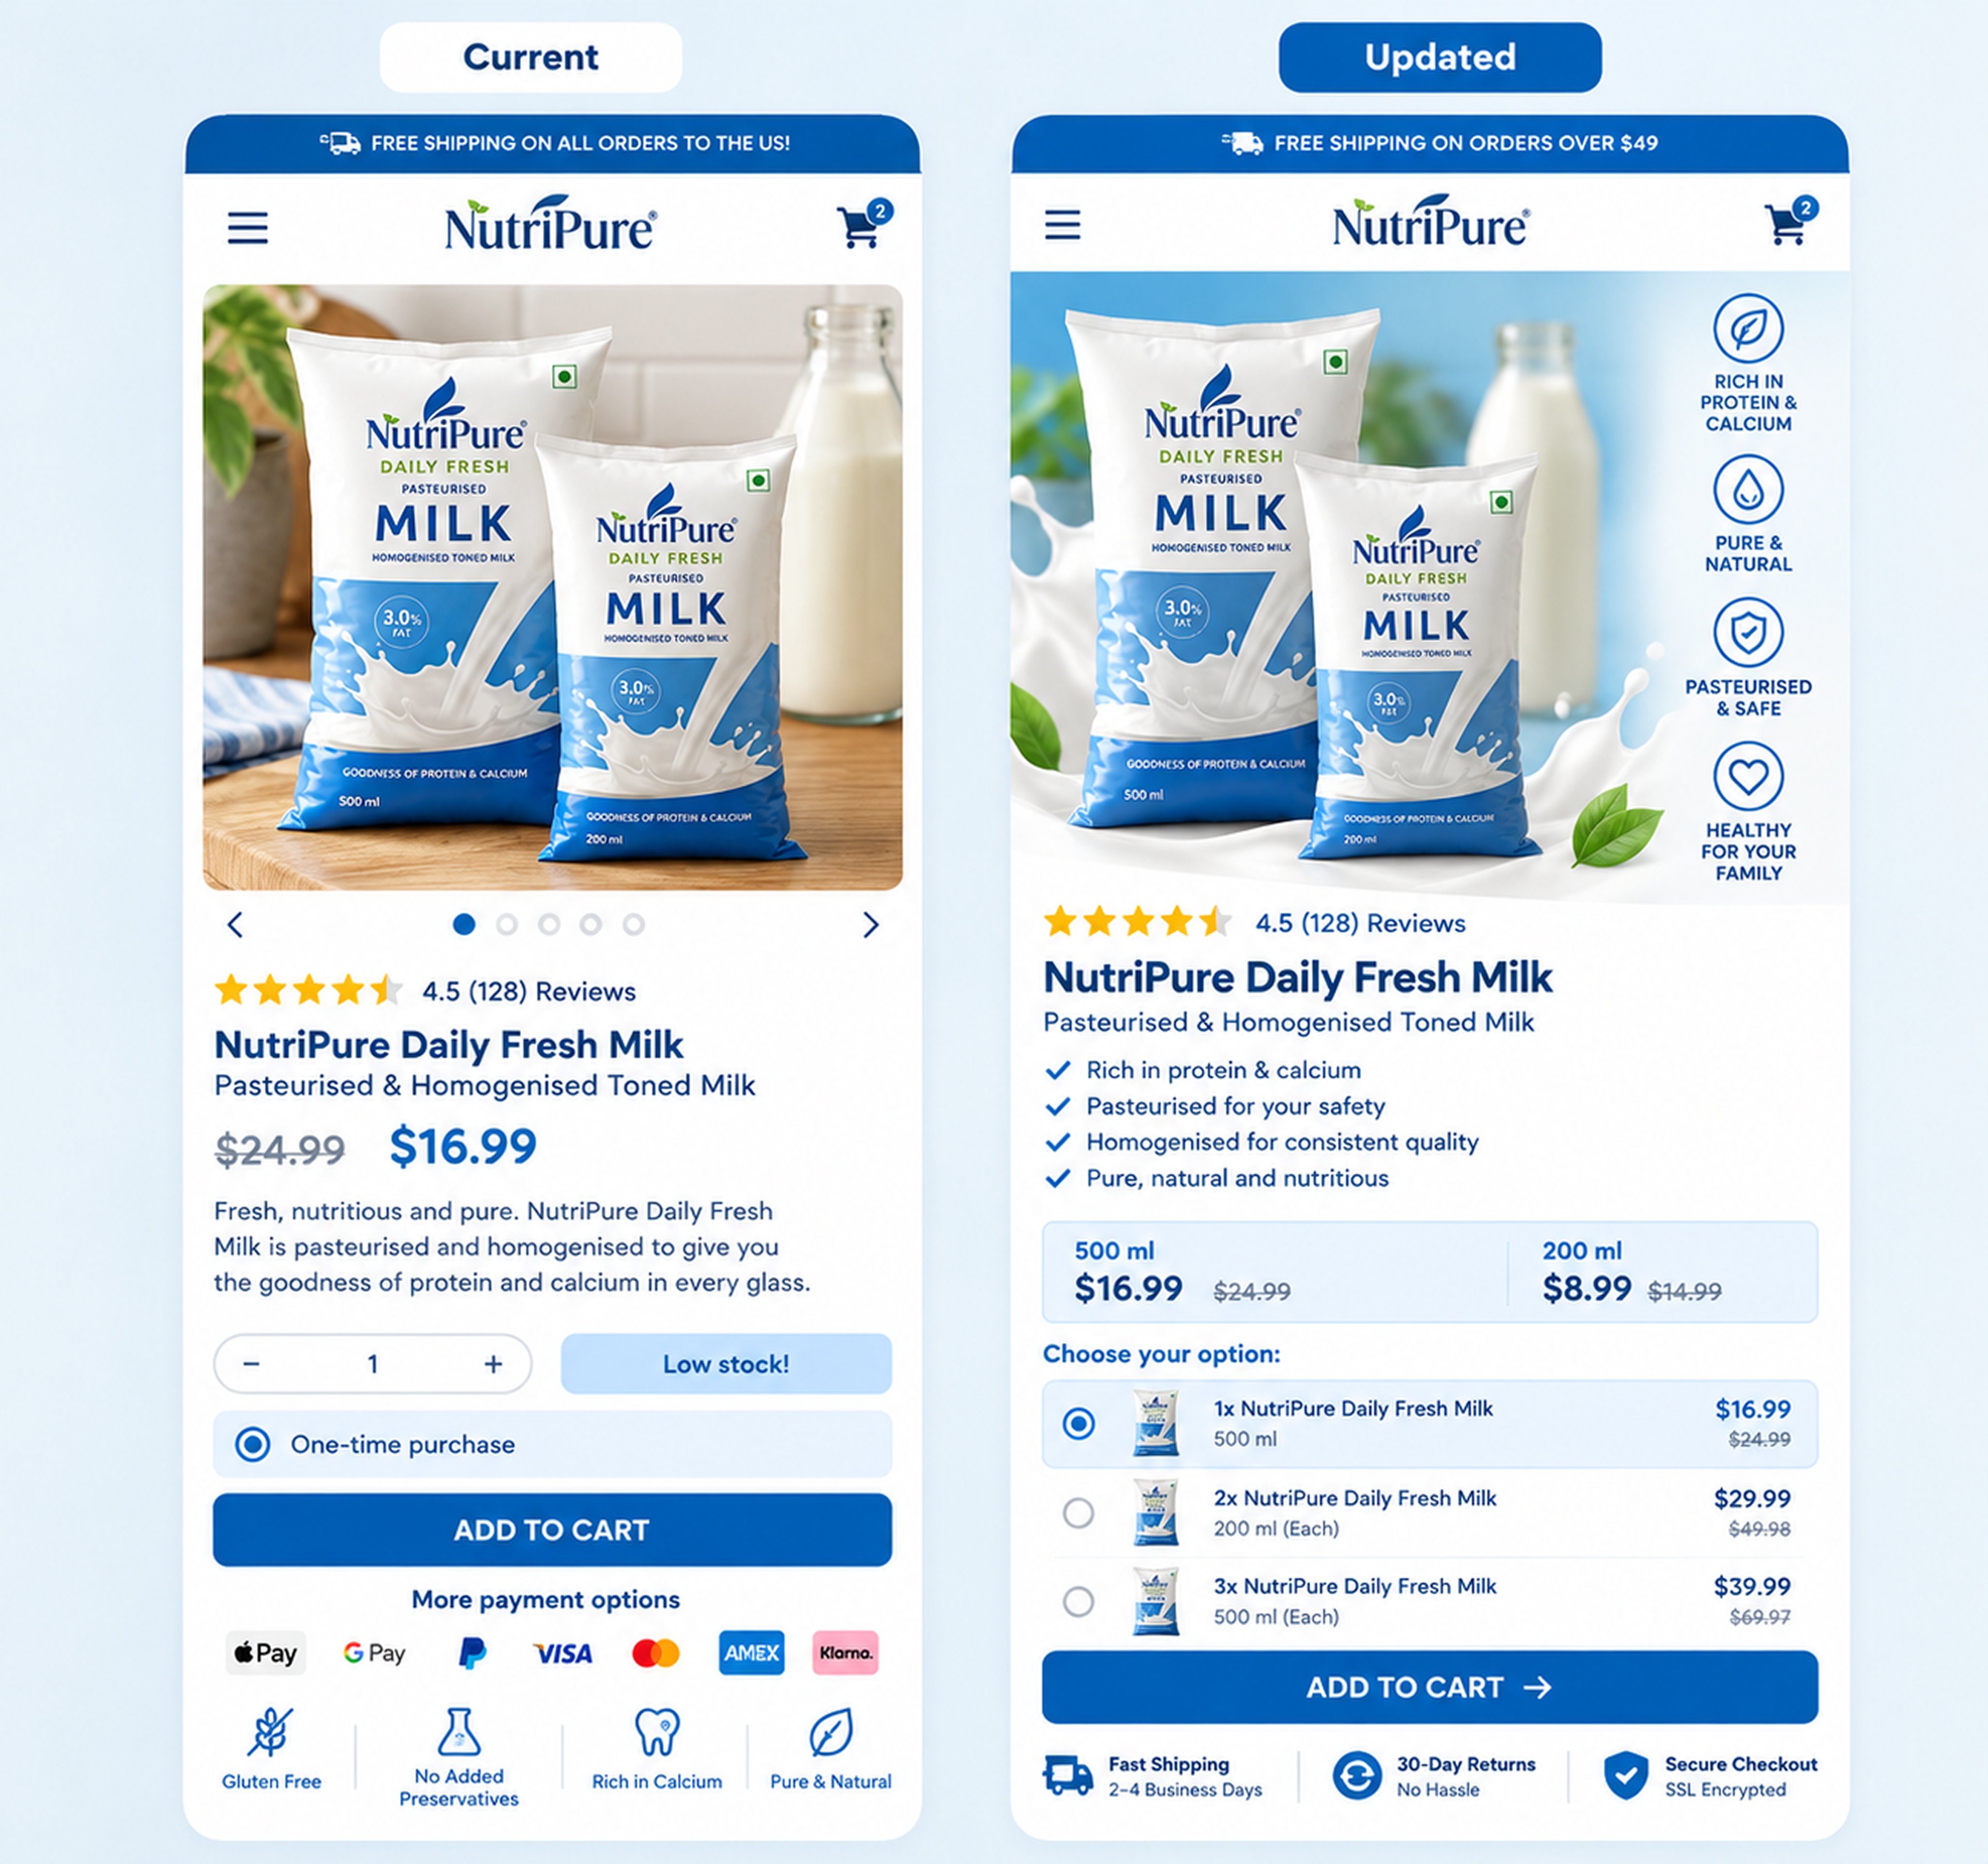 Current
FREE SHIPPING ON ALL ORDERS TO THE US!
NutriPure®
2
NutriPure®
DAILY FRESH
PASTEURISED
MILK
HOMOGENISED TONED MILK
3.0%
FAT
GOODNESS OF PROTEIN & CALCIUM
500 ml
NutriPure®
DAILY FRESH
PASTEURISED
MILK
HOMOGENISED TONED MILK
3.0%
FAT
GOODNESS OF PROTEIN & CALCIUM
200 ml
4.5 (128) Reviews
NutriPure Daily Fresh Milk
Pasteurised & Homogenised Toned Milk
$24.99 $16.99
Fresh, nutritious and pure. NutriPure Daily Fresh
Milk is pasteurised and homogenised to give you
the goodness of protein and calcium in every glass.
− 1 +
Low stock!
One-time purchase
ADD TO CART
More payment options
Pay
G Pay
VISA
AMEX
Klarna.
Gluten Free
No Added
Preservatives
Rich in Calcium
Pure & Natural
Updated
FREE SHIPPING ON ORDERS OVER $49
NutriPure®
2
NutriPure®
DAILY FRESH
PASTEURISED
MILK
HOMOGENISED TONED MILK
3.0%
FAT
GOODNESS OF PROTEIN & CALCIUM
500 ml
NutriPure®
DAILY FRESH
PASTEURISED
MILK
HOMOGENISED TONED MILK
3.0%
FAT
GOODNESS OF PROTEIN & CALCIUM
200 ml
RICH IN
PROTEIN &
CALCIUM
PURE &
NATURAL
PASTEURISED
& SAFE
HEALTHY
FOR YOUR
FAMILY
4.5 (128) Reviews
NutriPure Daily Fresh Milk
Pasteurised & Homogenised Toned Milk
Rich in protein & calcium
Pasteurised for your safety
Homogenised for consistent quality
Pure, natural and nutritious
500 ml
$16.99 $24.99
200 ml
$8.99 $14.99
Choose your option:
1x NutriPure Daily Fresh Milk
500 ml
$16.99
$24.99
2x NutriPure Daily Fresh Milk
200 ml (Each)
$29.99
$49.98
3x NutriPure Daily Fresh Milk
500 ml (Each)
$39.99
$69.97
ADD TO CART →
Fast Shipping
2–4 Business Days
30-Day Returns
No Hassle
Secure Checkout
SSL Encrypted